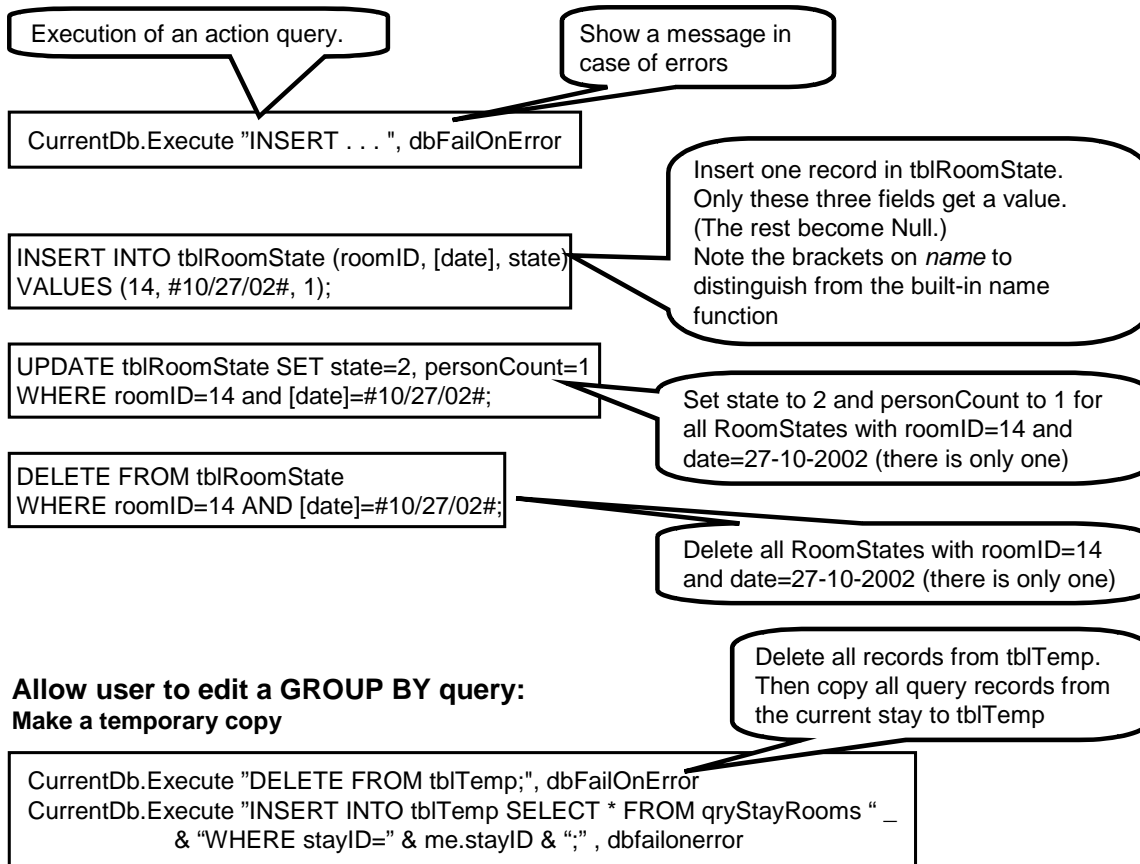 Execution of an action query.
Show a message in
case of errors
CurrentDb.Execute ”INSERT . . . ", dbFailOnError
Insert one record in tblRoomState.
Only these three fields get a value.
(The rest become Null.)
Note the brackets on name to
distinguish from the built-in name
function
INSERT INTO tblRoomState (roomID, [date], state)
VALUES (14, #10/27/02#, 1);
UPDATE tblRoomState SET state=2, personCount=1
WHERE roomID=14 and [date]=#10/27/02#;
Set state to 2 and personCount to 1 for
all RoomStates with roomID=14 and
date=27-10-2002 (there is only one)
DELETE FROM tblRoomState
WHERE roomID=14 AND [date]=#10/27/02#;
Delete all RoomStates with roomID=14
and date=27-10-2002 (there is only one)
Delete all records from tblTemp.
Then copy all query records from
the current stay to tblTemp
Allow user to edit a GROUP BY query:
Make a temporary copy
CurrentDb.Execute ”DELETE FROM tblTemp;", dbFailOnError
CurrentDb.Execute ”INSERT INTO tblTemp SELECT * FROM qryStayRooms “ _
& “WHERE stayID=” & me.stayID & “;” , dbfailonerror